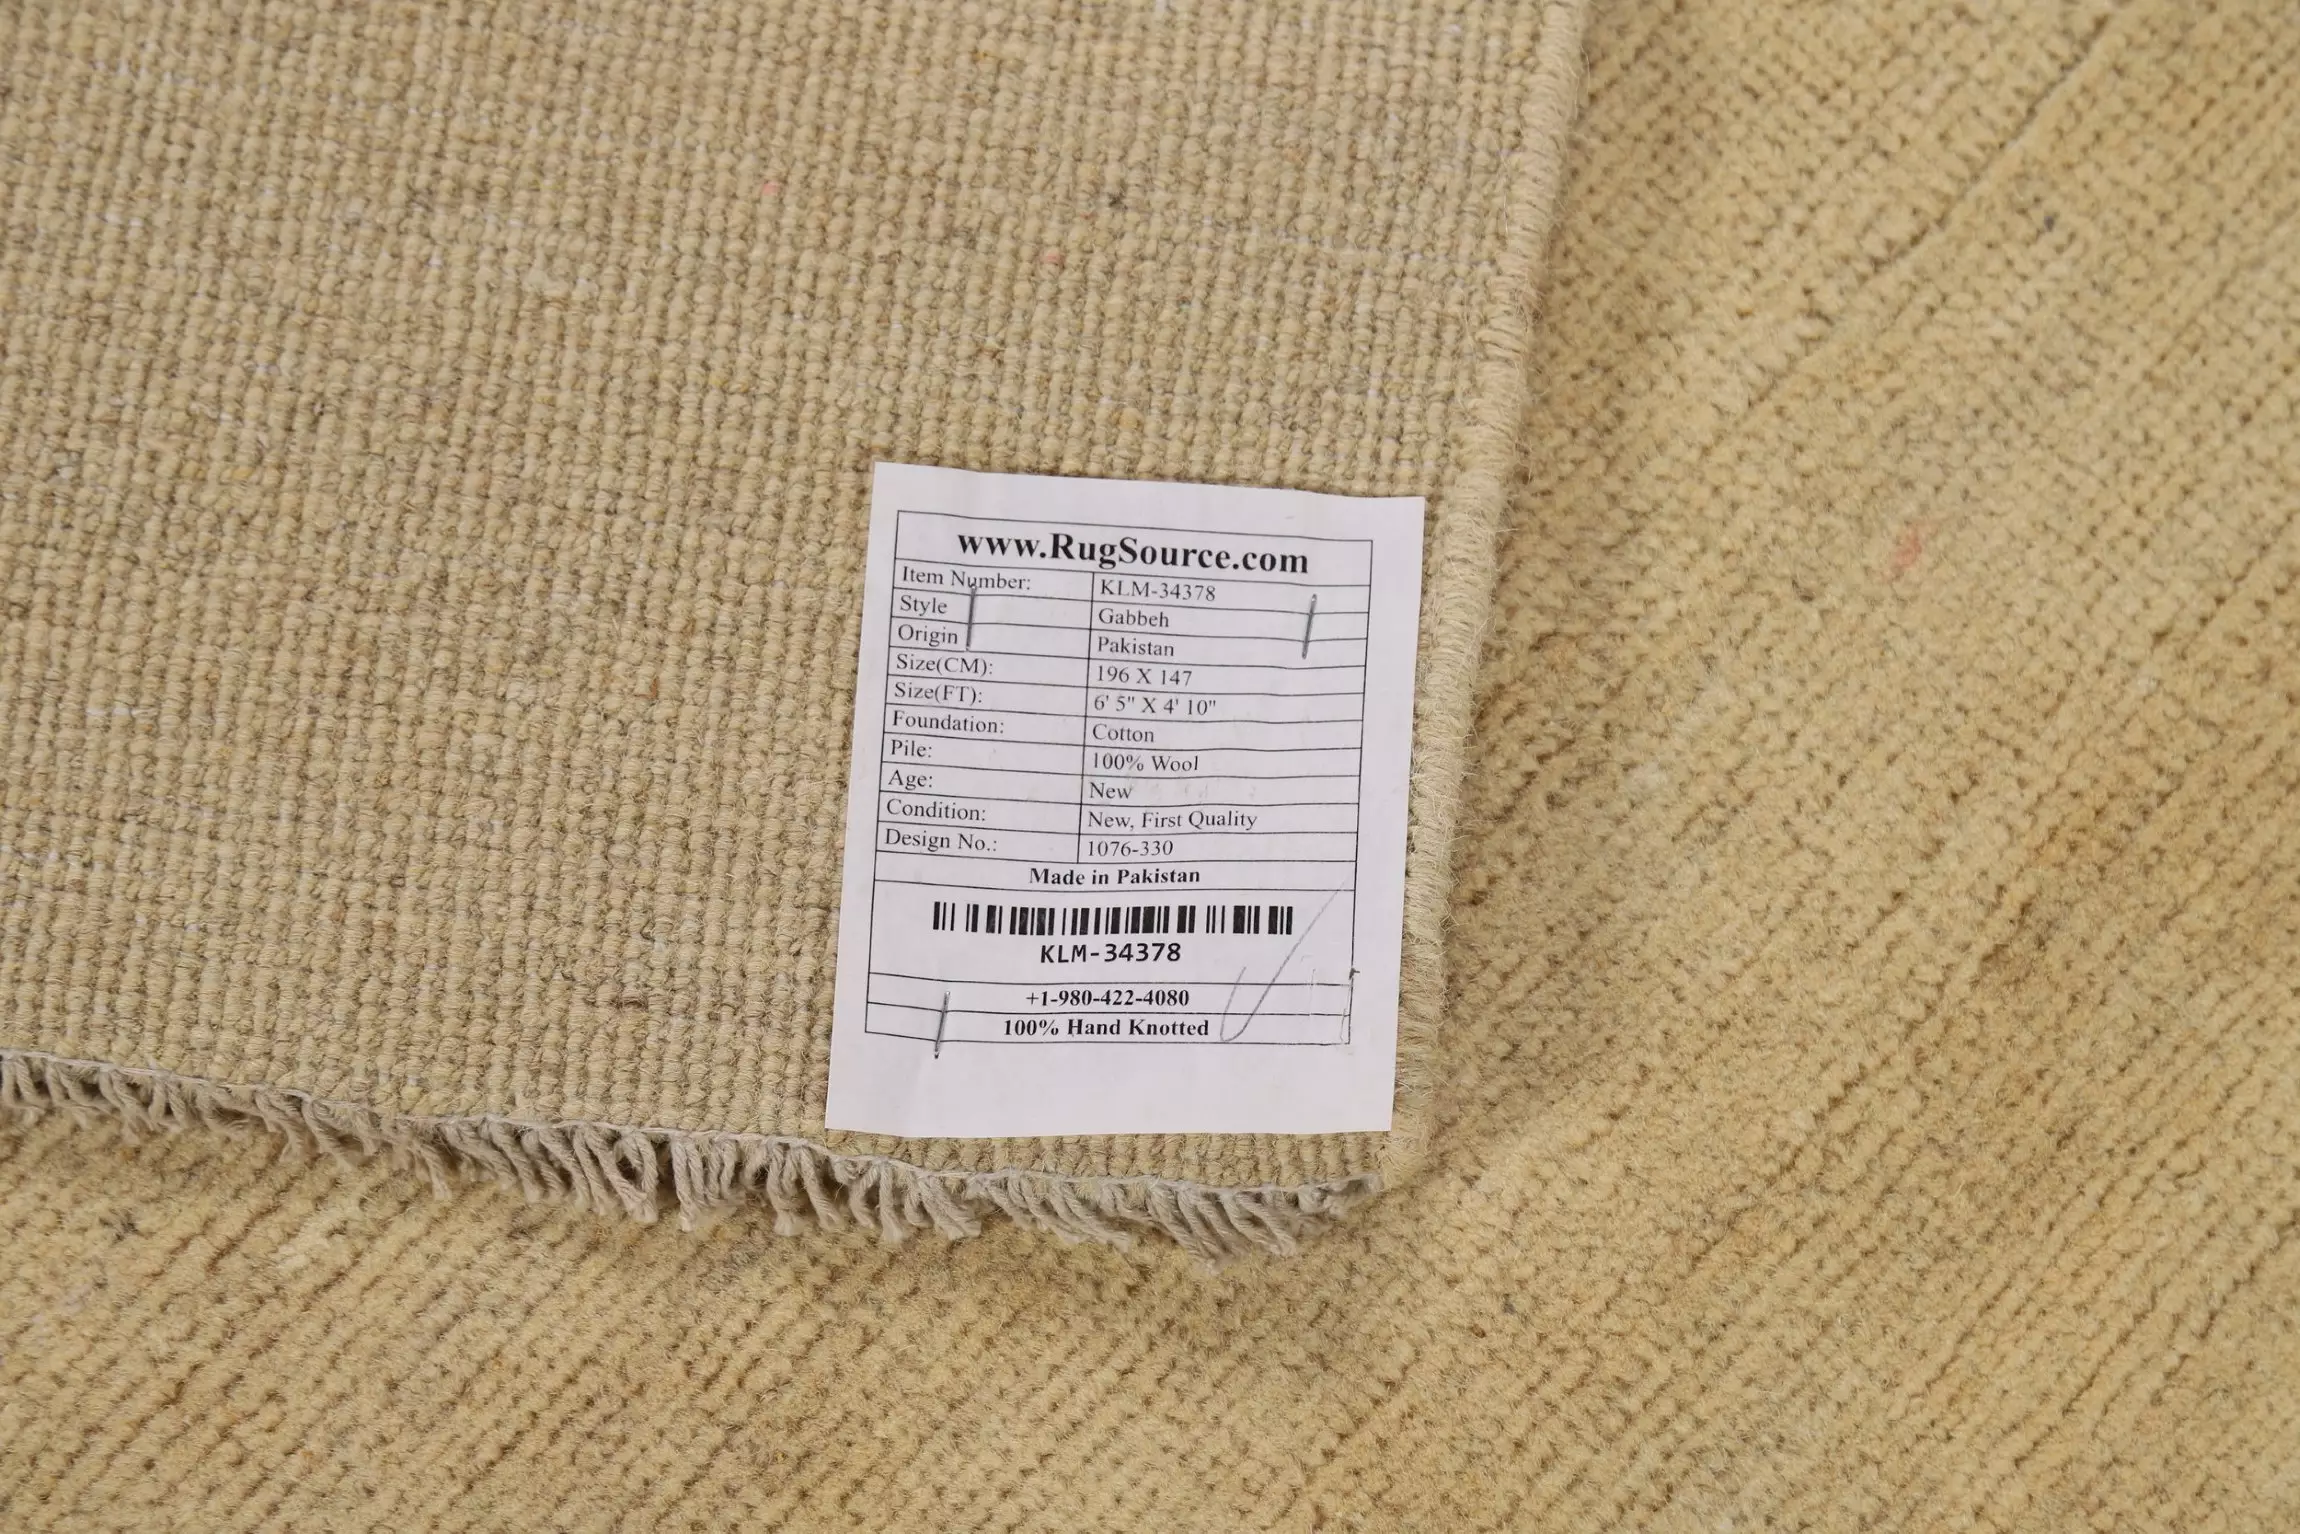 www.RugSource.com
Item Number: KLM-34378
Style Gabbeh
Origin Pakistan
Size(CM): 196 X 147
Size(FT): 6' 5" X 4' 10"
Foundation: Cotton
Pile: 100% Wool
Age: New
Condition: New, First Quality
Design No.: 1076-330
Made in Pakistan
KLM-34378
+1-980-422-4080
100% Hand Knotted